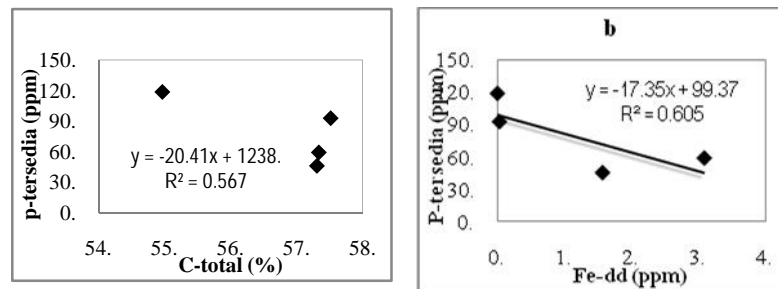 p-tersedia (ppm)
150.
120.
90.
60.
30.
0.
y = -20.41x + 1238.
R² = 0.567
54. 55. 56. 57. 58.
C-total (%)
b
P-tersedia (ppm)
150.
120.
90.
60.
30.
0.
y = -17.35x + 99.37
R² = 0.605
0. 1. 2. 3. 4.
Fe-dd (ppm)